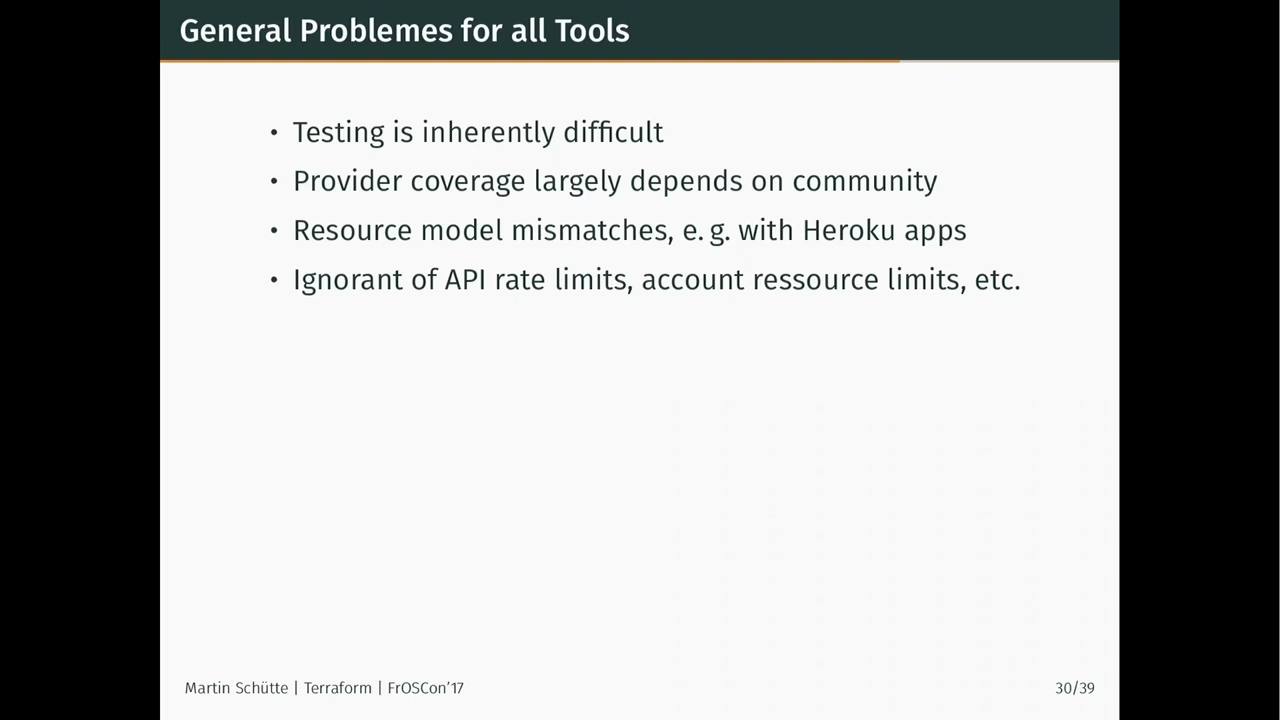 General Problemes for all Tools
• Testing is inherently difficult
• Provider coverage largely depends on community
• Resource model mismatches, e. g. with Heroku apps
• Ignorant of API rate limits, account ressource limits, etc.
Martin Schütte | Terraform | FrOSCon’17
30/39